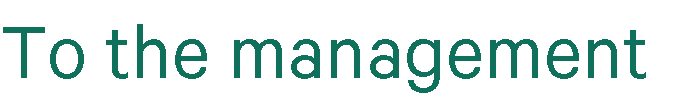 To the management